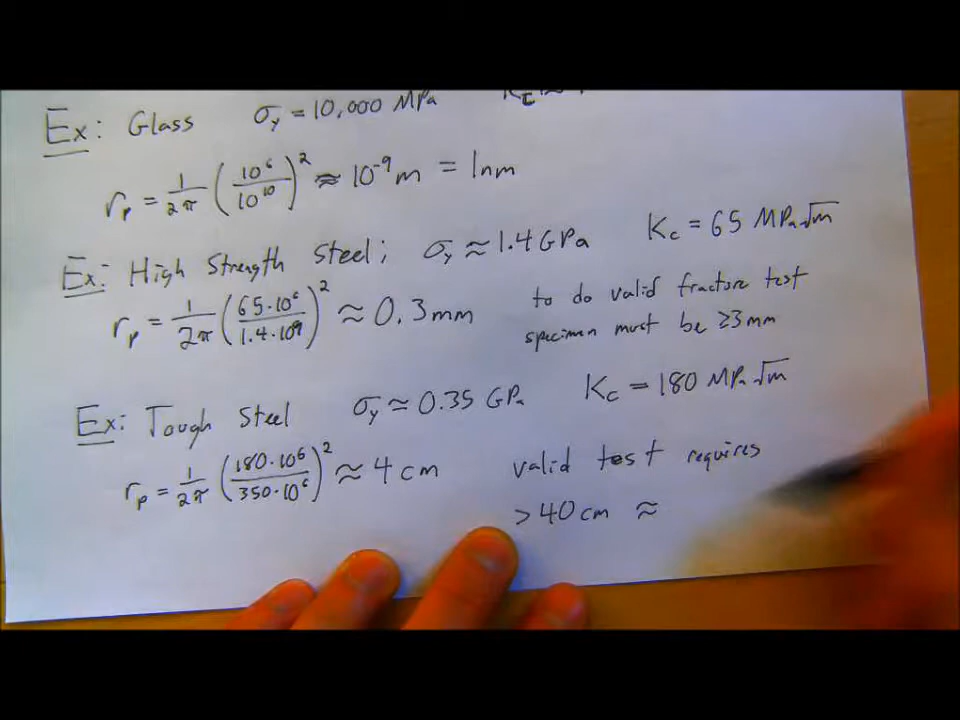 Ex: Glass σy = 10,000 MPa
rp = 1/2π (10^6/10^10)^2 ≈ 10^-9 m = 1nm
Ex: High Strength Steel; σy ≈ 1.4 GPa Kc = 65 MPa√m
rp = 1/2π (65·10^6/1.4·10^9)^2 ≈ 0.3mm
to do valid fracture test
specimen must be ≥3mm
Ex: Tough Steel σy ≈ 0.35 GPa Kc = 180 MPa√m
rp = 1/2π (180·10^6/350·10^6)^2 ≈ 4 cm
valid test requires
>40 cm ≈